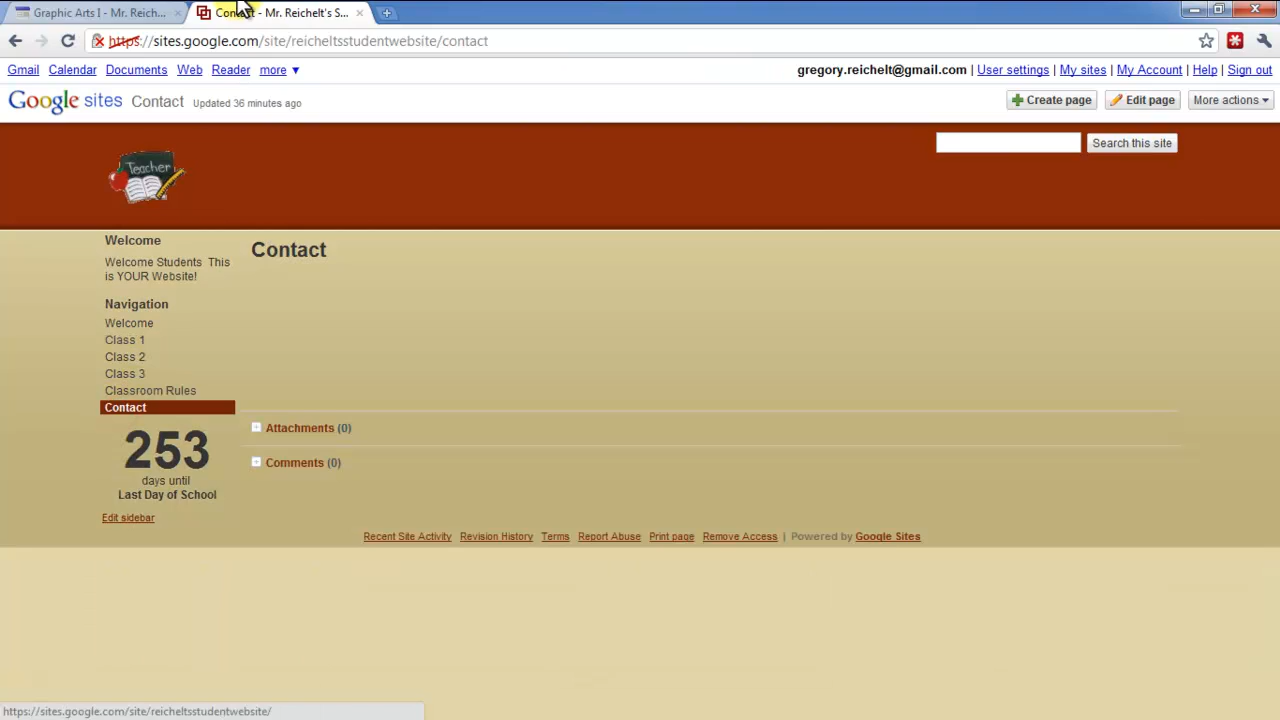 Graphic Arts I - Mr. Reich...
Contact - Mr. Reichelt's S...
https://sites.google.com/site/reicheltsstudentwebsite/contact
Gmail Calendar Documents Web Reader more ▼
gregory.reichelt@gmail.com | User settings | My sites | My Account | Help | Sign out
Google sites Contact Updated 36 minutes ago
Create page Edit page More actions
Teacher
Search this site
Welcome
Welcome Students This
is YOUR Website!
Contact
Navigation
Welcome
Class 1
Class 2
Class 3
Classroom Rules
Contact
253
days until
Last Day of School
Edit sidebar
Attachments (0)
Comments (0)
Recent Site Activity Revision History Terms Report Abuse Print page Remove Access | Powered by Google Sites
https://sites.google.com/site/reicheltsstudentwebsite/